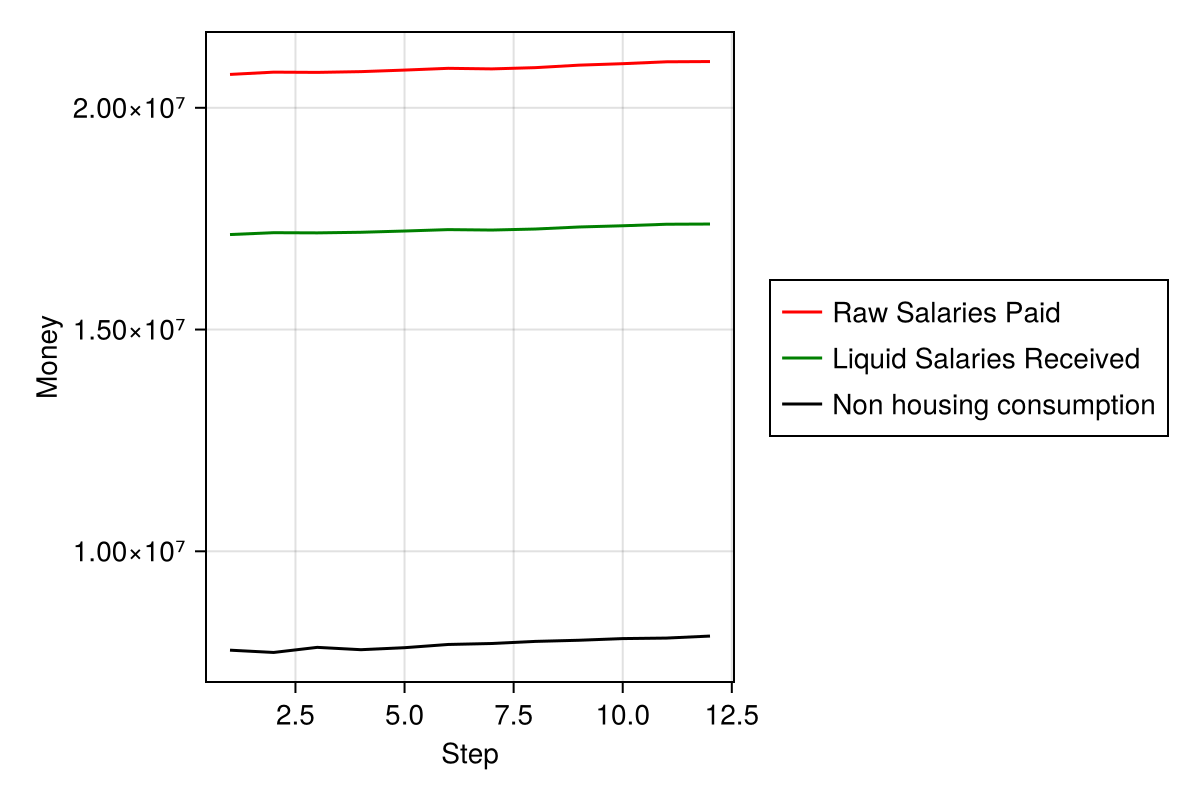 2.00×10⁷
1.50×10⁷
1.00×10⁷
Money
2.5 5.0 7.5 10.0 12.5
Step
Raw Salaries Paid
Liquid Salaries Received
Non housing consumption